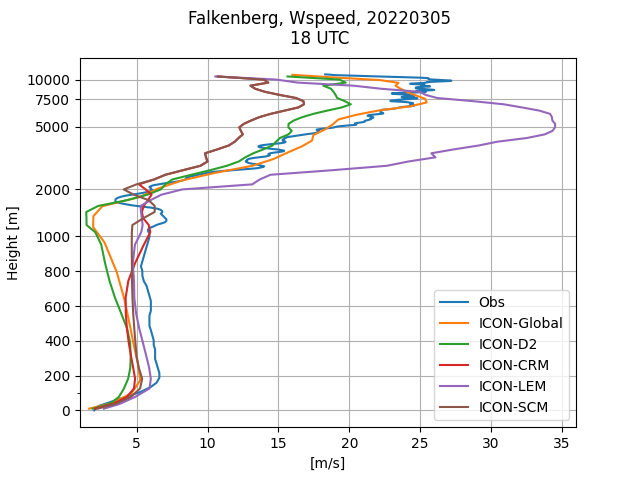 Falkenberg, Wspeed, 20220305
18 UTC
10000
7500
5000
2000
1000
800
600
400
200
0
Height [m]
5
10
15
20
25
30
35
[m/s]
Obs
ICON-Global
ICON-D2
ICON-CRM
ICON-LEM
ICON-SCM